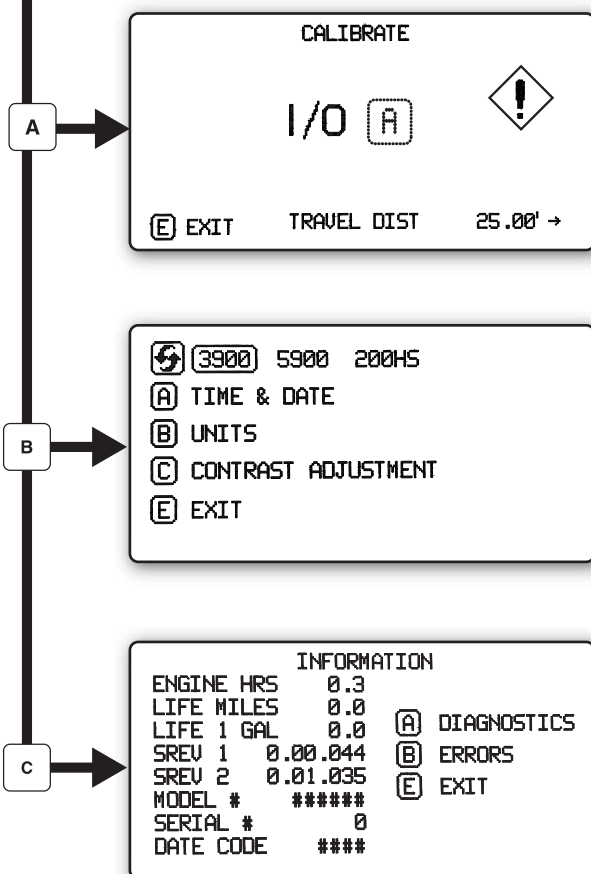 CALIBRATE
A
I/O A
!
E EXIT TRAVEL DIST 25.00' →
3900 5900 200HS
A TIME & DATE
B
B UNITS
C CONTRAST ADJUSTMENT
E EXIT
INFORMATION
ENGINE HRS 0.3
LIFE MILES 0.0
LIFE 1 GAL 0.0
SREV 1 0.00.044
SREV 2 0.01.035
MODEL # ######
SERIAL # 0
DATE CODE ####
A DIAGNOSTICS
B ERRORS
E EXIT
C